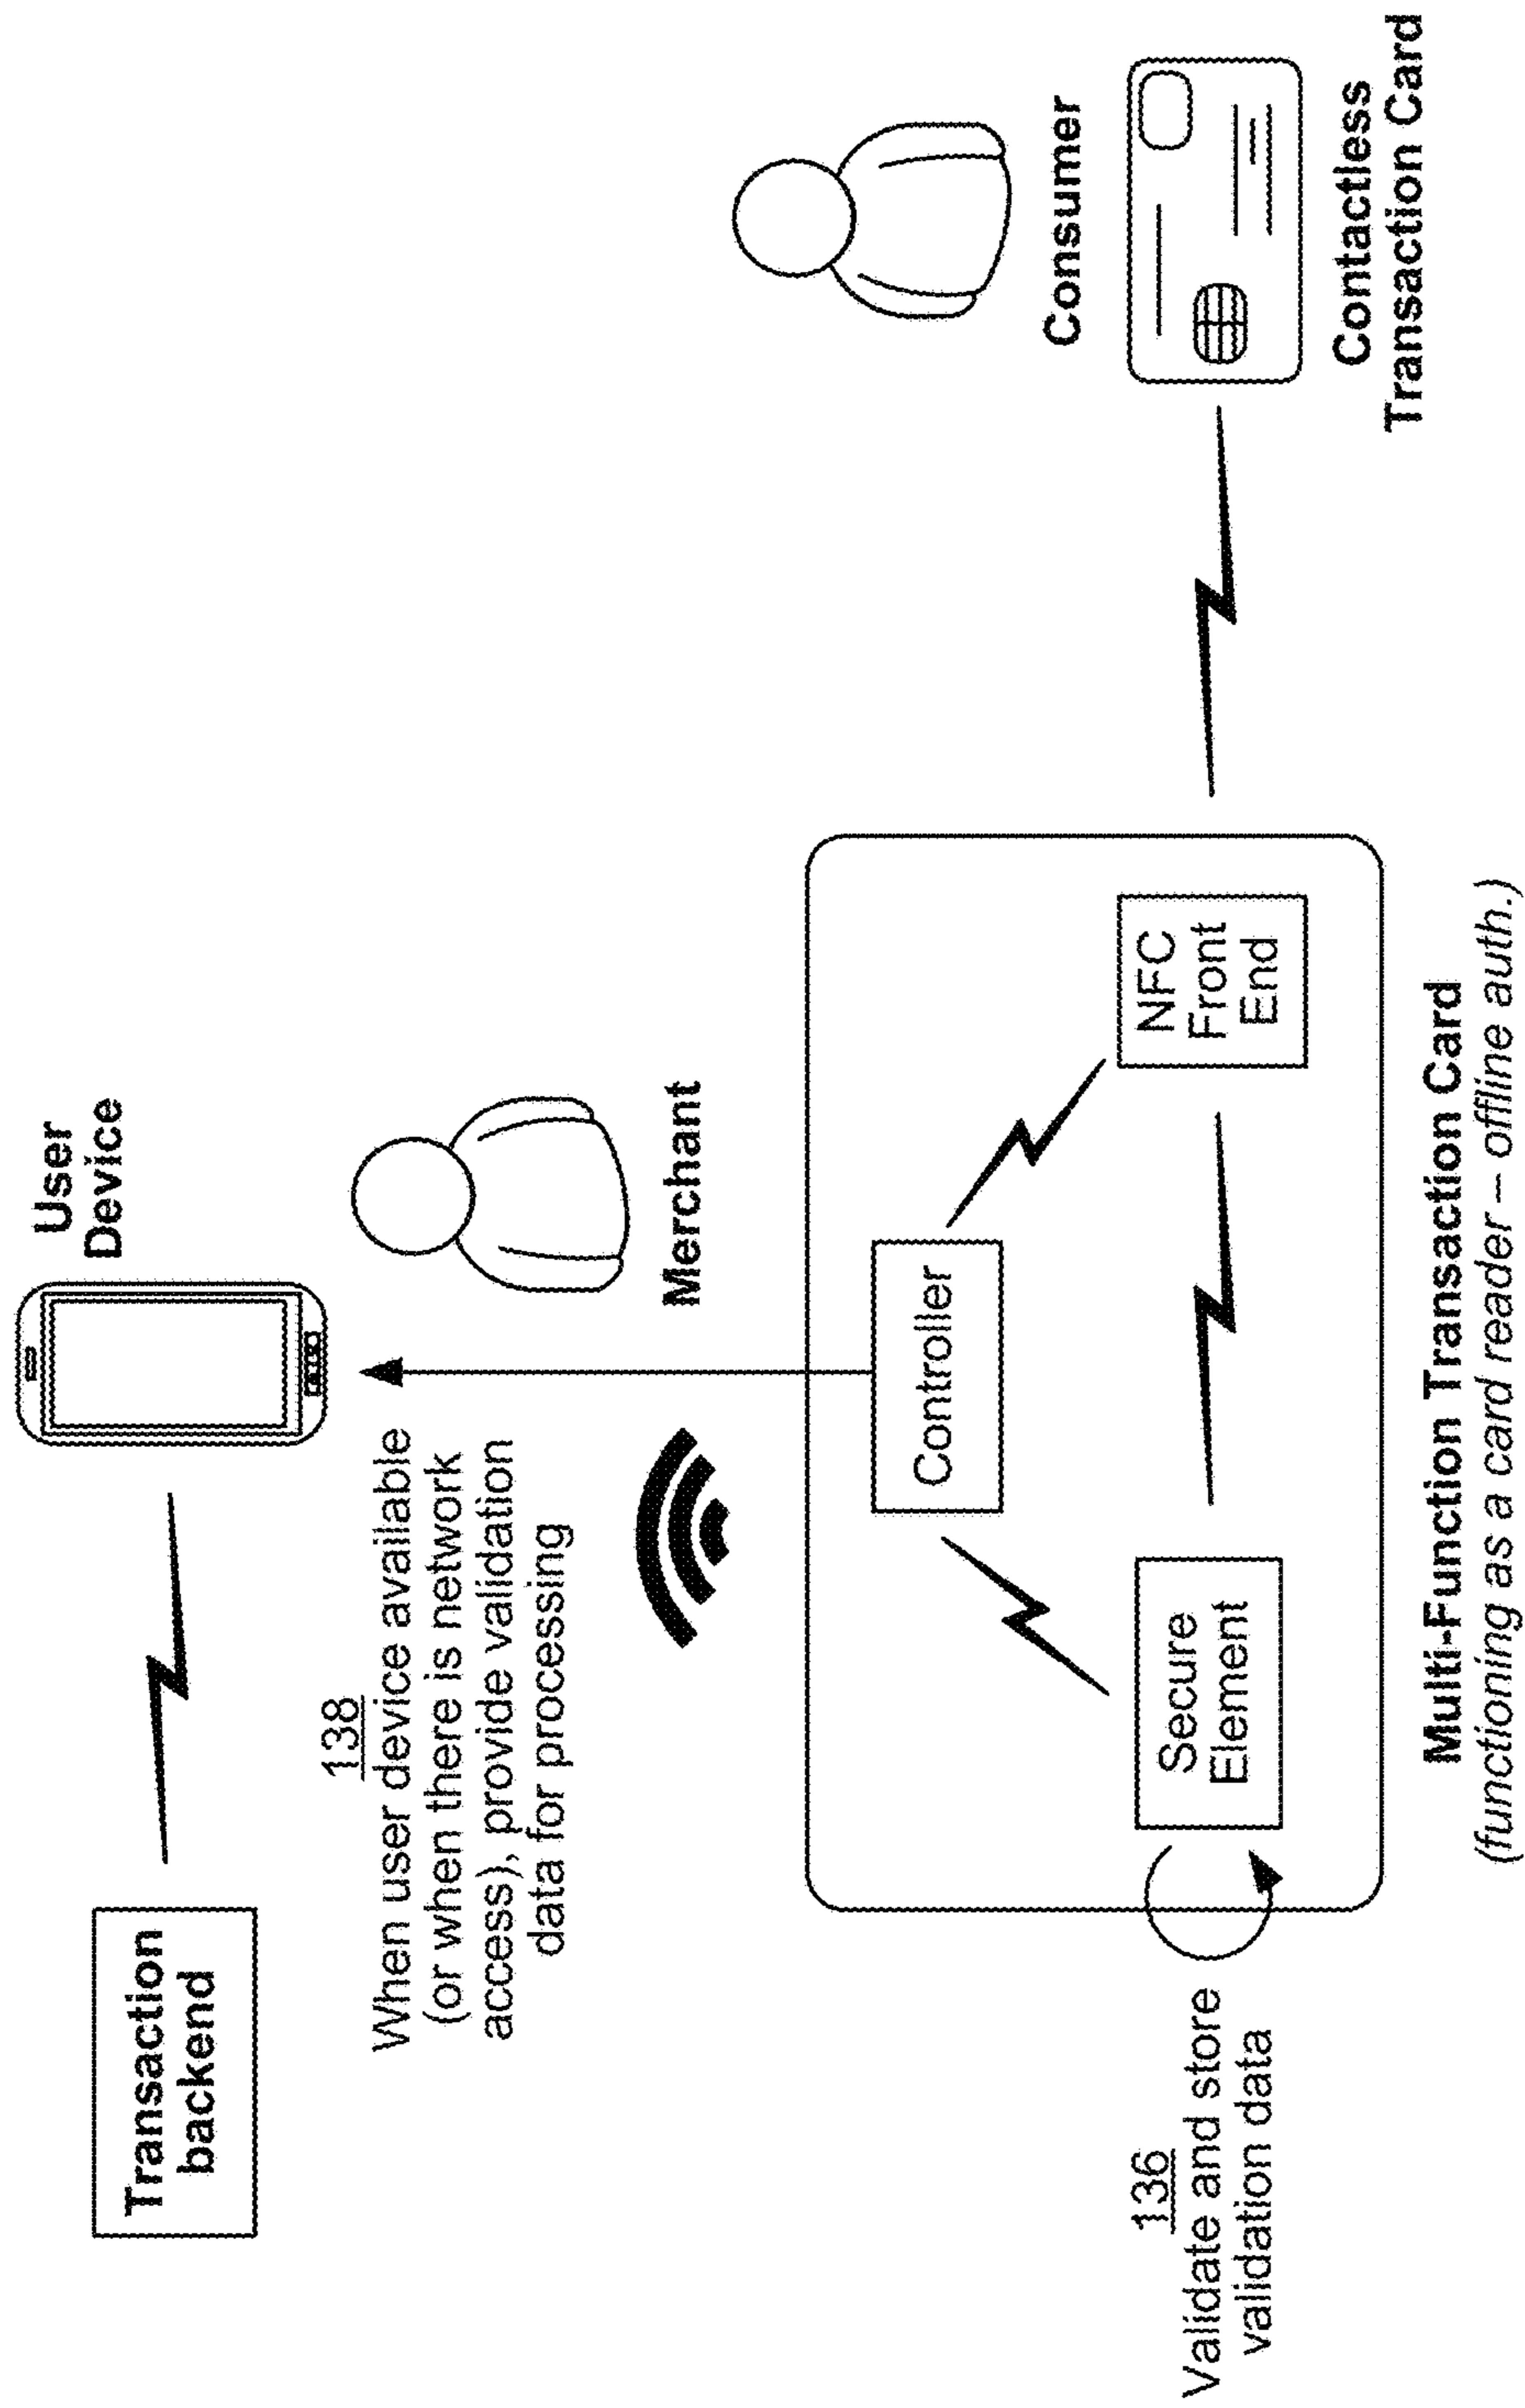 Transaction
backend
User
Device
138
When user device available
(or when there is network
access), provide validation
data for processing
Merchant
Consumer
Controller
Secure
Element
NFC
Front
End
136
Validate and store
validation data
Contactless
Transaction Card
Multi-Function Transaction Card
(functioning as a card reader – offline auth.)